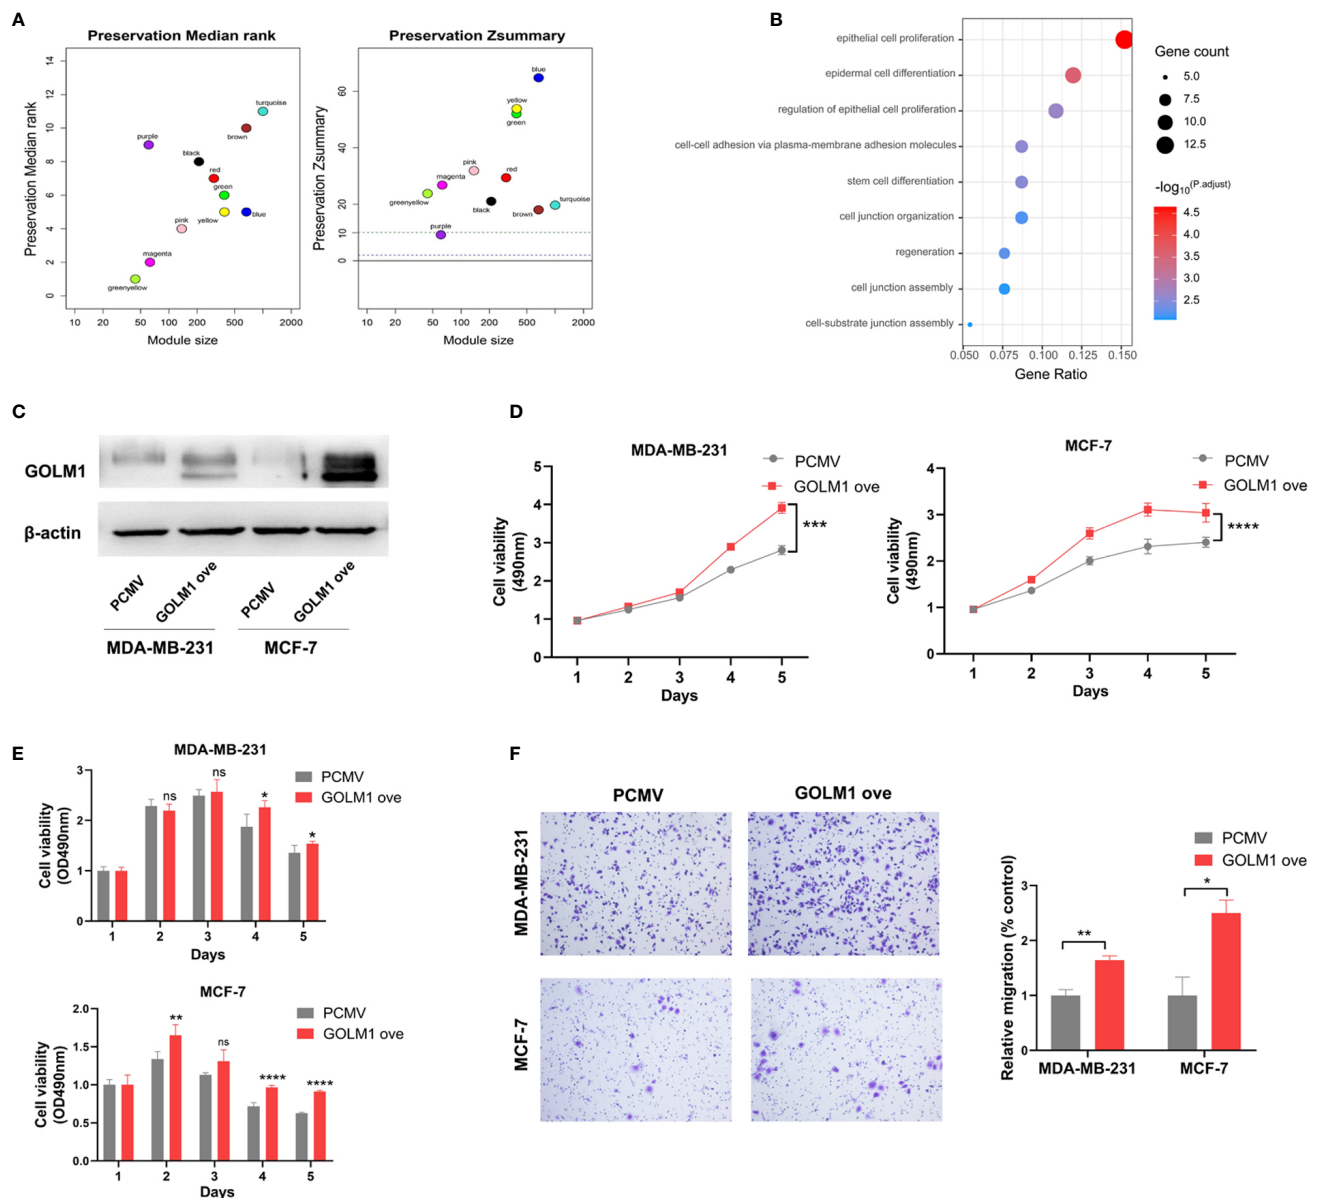 A
Preservation Median rank
Preservation Median rank
14
12
10
8
6
4
2
0
turquoise
brown
purple
black
red
green
yellow
blue
pink
magenta
greenyellow
10 20 50 100 200 500 2000
Module size
Preservation Zsummary
Preservation Zsummary
60
40
20
10
0
blue
yellow
green
pink
red
magenta
greenyellow
black
brown
turquoise
purple
10 20 50 100 200 500 2000
Module size
B
epithelial cell proliferation
epidermal cell differentiation
regulation of epithelial cell proliferation
cell-cell adhesion via plasma-membrane adhesion molecules
stem cell differentiation
cell junction organization
regeneration
cell junction assembly
cell-substrate junction assembly
0.050 0.075 0.100 0.125 0.150
Gene Ratio
Gene count
5.0
7.5
10.0
12.5
-log10(P.adjust)
4.5
4.0
3.5
3.0
2.5
C
GOLM1
β-actin
PCMV
GOLM1 ove
PCMV
GOLM1 ove
MDA-MB-231
MCF-7
D
MDA-MB-231
PCMV
GOLM1 ove
Cell viability
(490nm)
5
4
3
2
1
0
***
1 2 3 4 5
Days
MCF-7
PCMV
GOLM1 ove
Cell viability
(490nm)
4
3
2
1
0
****
1 2 3 4 5
Days
E
MDA-MB-231
PCMV
GOLM1 ove
Cell viability
(OD490nm)
3
2
1
0
ns
ns
*
*
1 2 3 4 5
Days
MCF-7
PCMV
GOLM1 ove
Cell viability
(OD490nm)
2.0
1.5
1.0
0.5
0.0
**
ns
****
****
1 2 3 4 5
Days
F
PCMV
GOLM1 ove
MDA-MB-231
MCF-7
PCMV
GOLM1 ove
Relative migration (% control)
3
2
1
0
**
*
MDA-MB-231
MCF-7